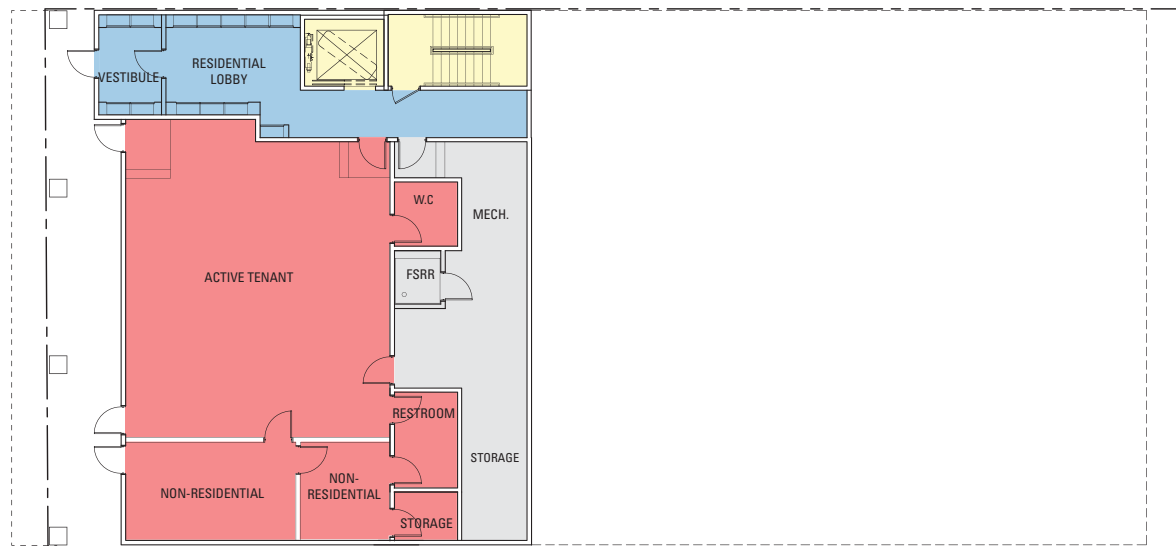 VESTIBULE
RESIDENTIAL
LOBBY
W.C
MECH.
FSRR
ACTIVE TENANT
RESTROOM
STORAGE
NON-RESIDENTIAL
NON-
RESIDENTIAL
STORAGE